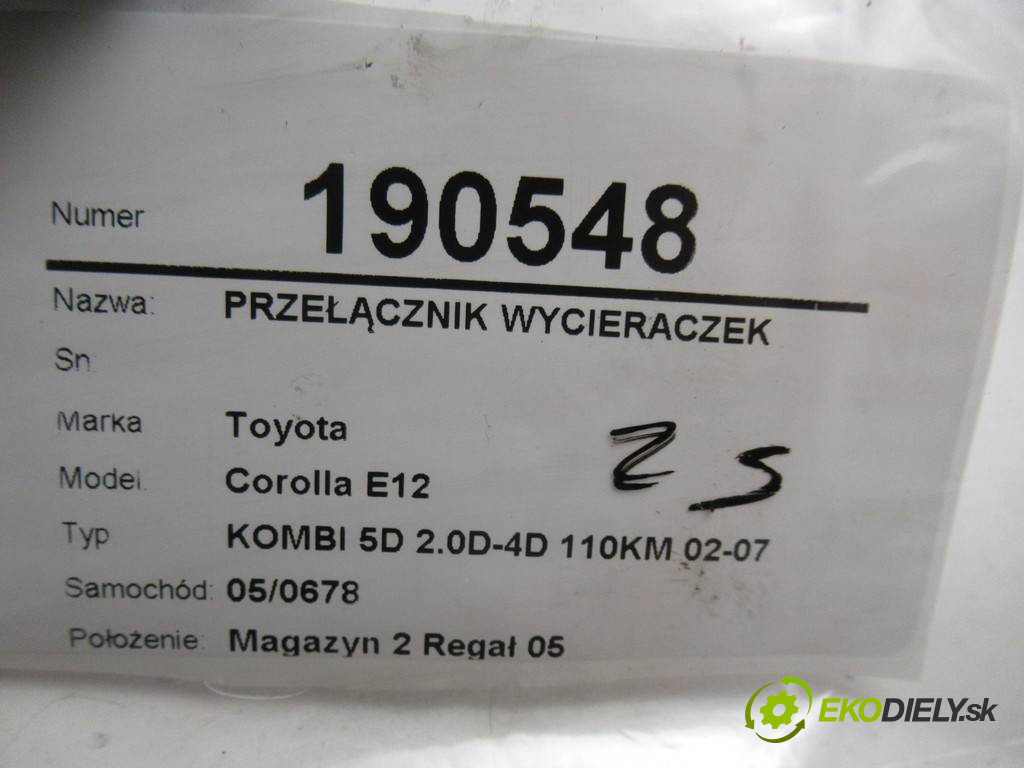 Numer 190548
Nazwa: PRZEŁĄCZNIK WYCIERACZEK
Sn
Marka Toyota
Model Corolla E12
Typ KOMBI 5D 2.0D-4D 110KM 02-07
Samochód: 05/0678
Położenie: Magazyn 2 Regał 05
EKODIELY.sk